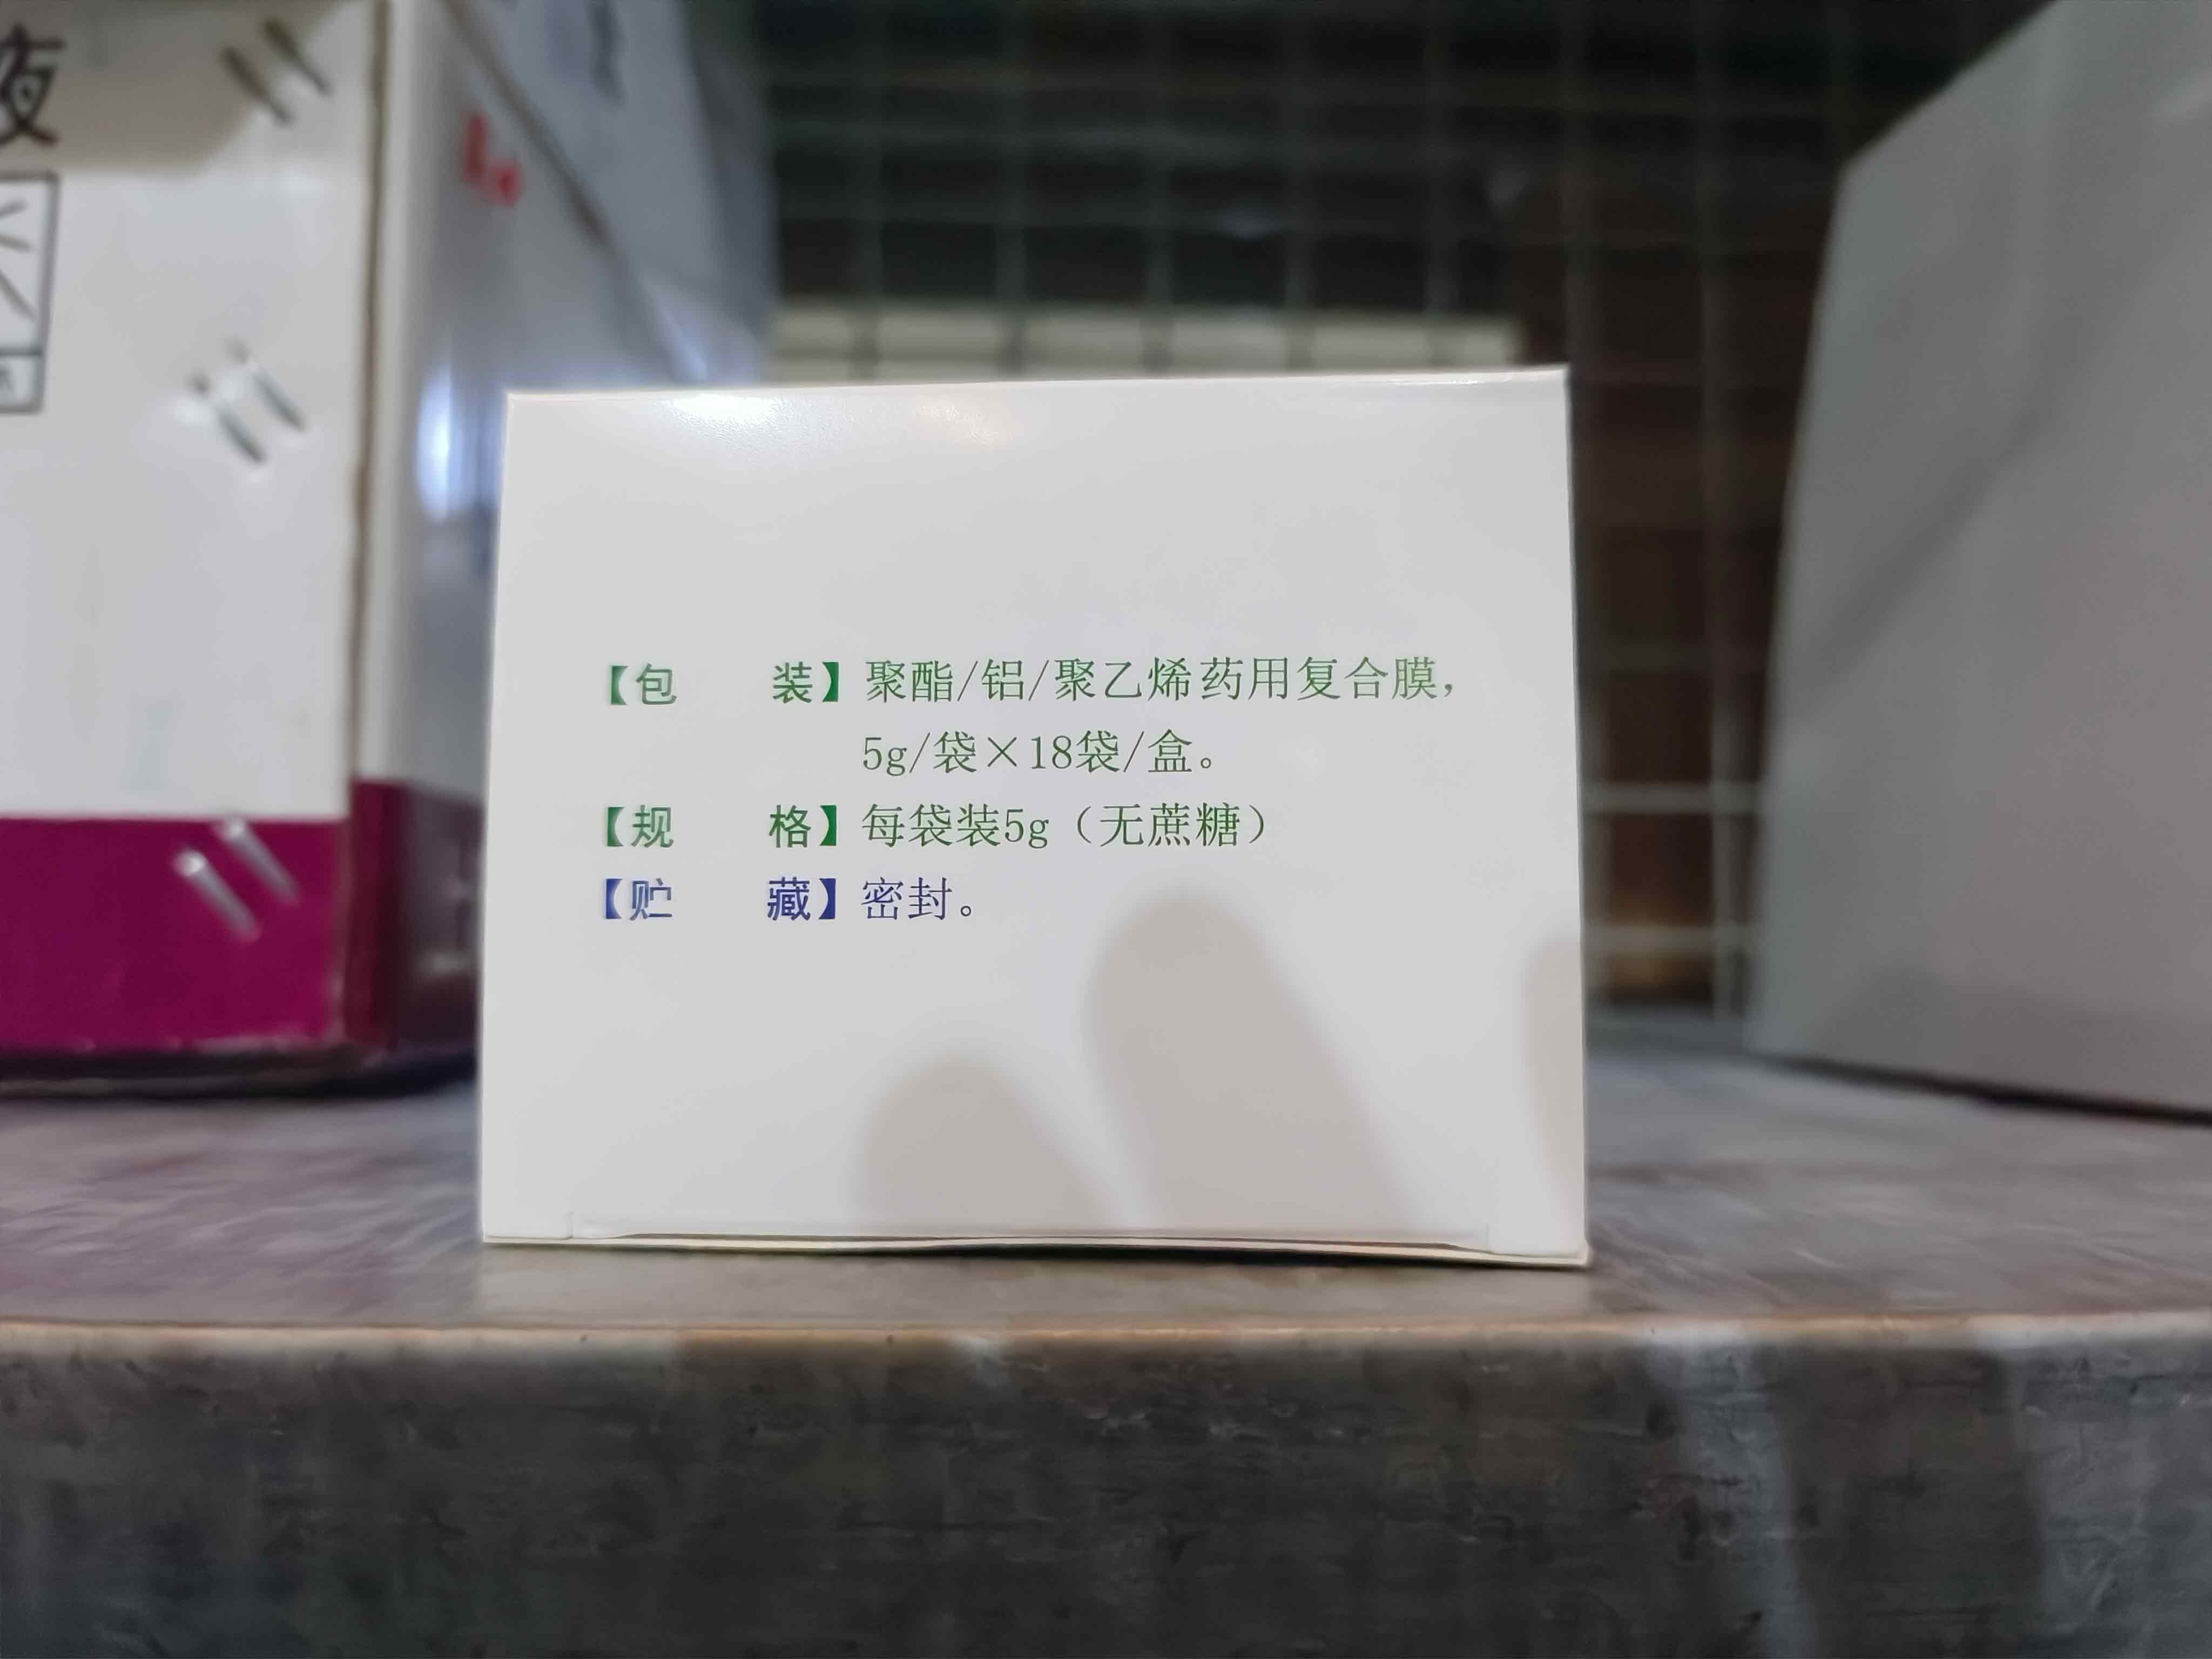 液
【包 装】聚酯/铝/聚乙烯药用复合膜，
5g/袋×18袋/盒。
【规 格】每袋装5g（无蔗糖）
【贮 藏】密封。